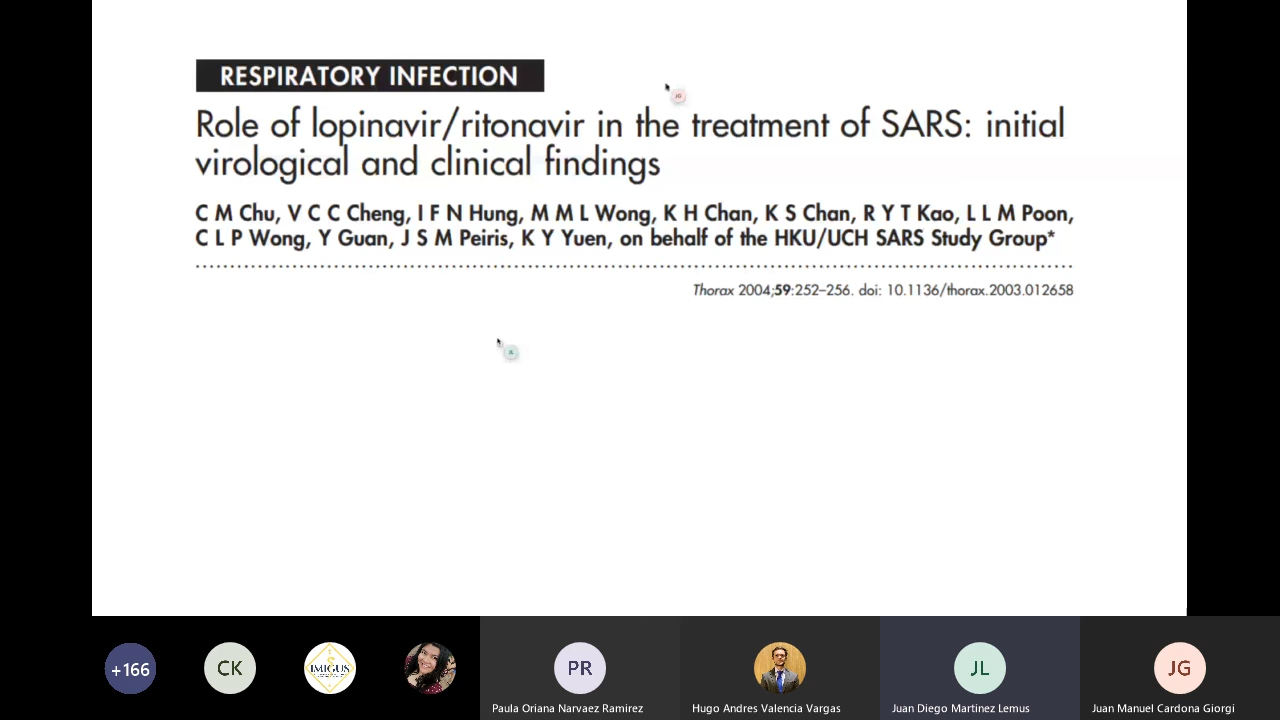 RESPIRATORY INFECTION
JG
Role of lopinavir/ritonavir in the treatment of SARS: initial
virological and clinical findings
C M Chu, V C C Cheng, I F N Hung, M M L Wong, K H Chan, K S Chan, R Y T Kao, L L M Poon,
C L P Wong, Y Guan, J S M Peiris, K Y Yuen, on behalf of the HKU/UCH SARS Study Group*
Thorax 2004;59:252–256. doi: 10.1136/thorax.2003.012658
JL
+166
CK
IMIGUS
PR
JL
JG
Paula Oriana Narvaez Ramirez
Hugo Andres Valencia Vargas
Juan Diego Martinez Lemus
Juan Manuel Cardona Giorgi